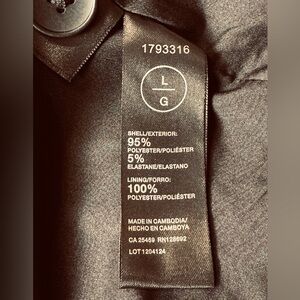 1793316
L
G
SHELL/EXTERIOR:
95%
POLYESTER/POLIÉSTER
5%
ELASTANE/ELASTANO
LINING/FORRO:
100%
POLYESTER/POLIÉSTER
MADE IN CAMBODIA/
HECHO EN CAMBOYA
CA 25469 RN128692
LOT 1204124